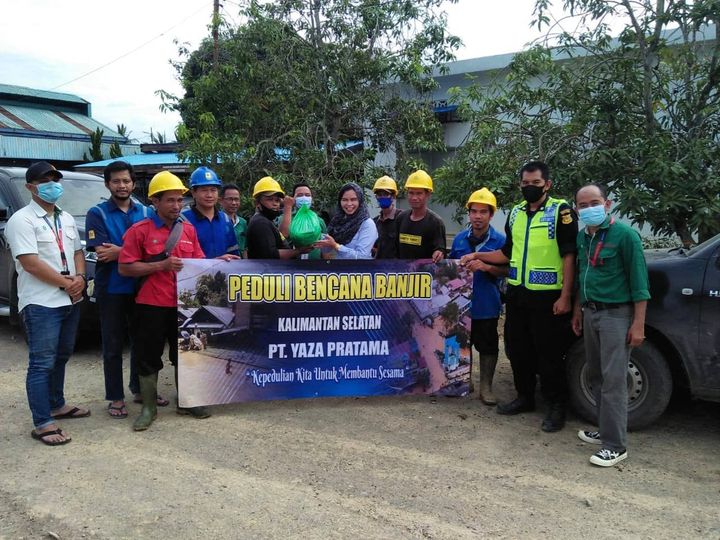 PEDULI BENCANA BANJIR
KALIMANTAN SELATAN
PT. YAZA PRATAMA
" Kepedulian Kita Untuk Membantu Sesama "